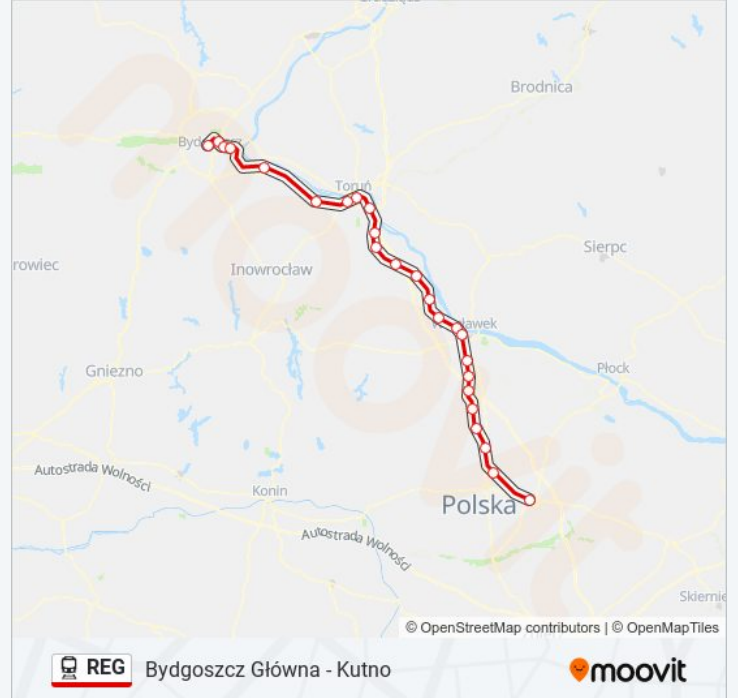 Brodnica
Toruń
Sierpc
rowiec
Inowrocław
Płock
Gniezno
Autostrada Wolności
Konin
Polska
Autostrada Wolności
Skiernie
© OpenStreetMap contributors | © OpenMapTiles
REG Bydgoszcz Główna - Kutno
moovit